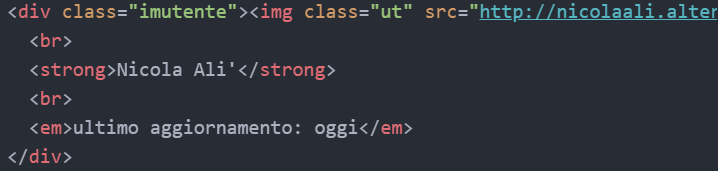 <div class="imutente"><img class="ut" src="http://nicolaali.alter
<br>
<strong>Nicola Ali'</strong>
<br>
<em>ultimo aggiornamento: oggi</em>
</div>